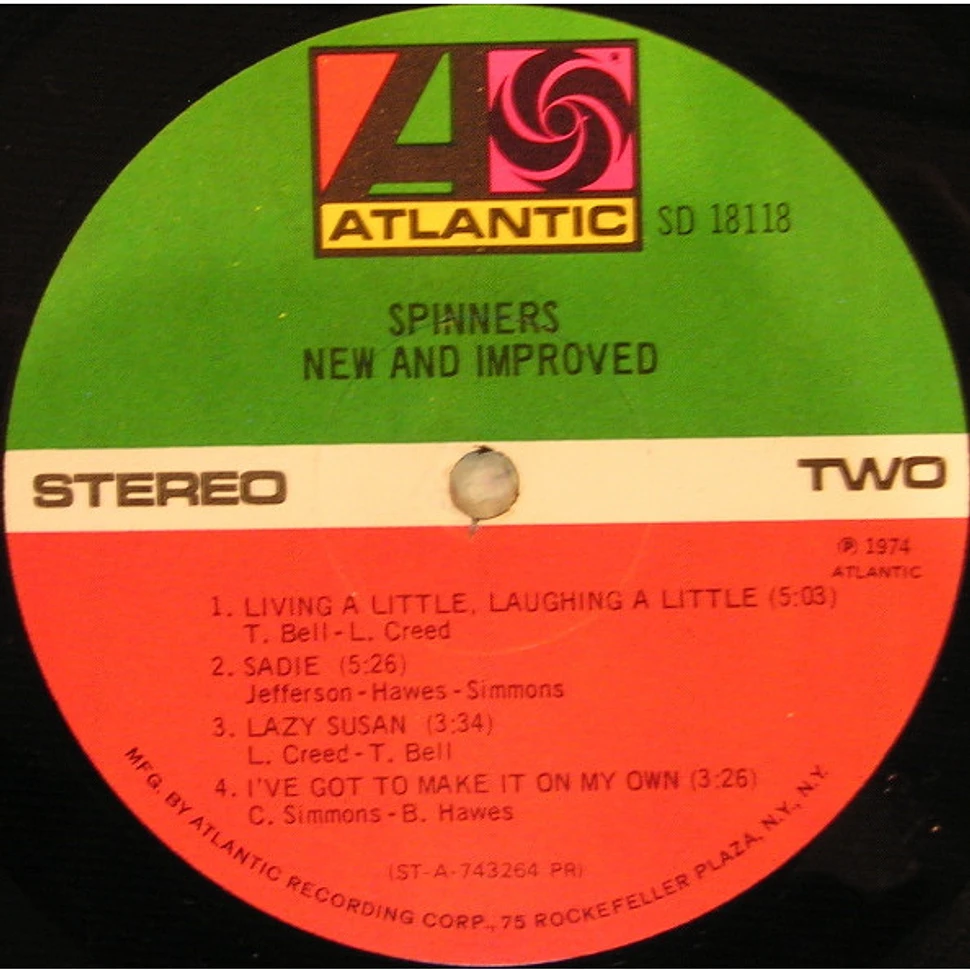 A
ATLANTIC
SD 18118
SPINNERS
NEW AND IMPROVED
STEREO
TWO
℗ 1974
ATLANTIC
1. LIVING A LITTLE, LAUGHING A LITTLE (5:03)
T. Bell-L. Creed
2. SADIE (5:26)
Jefferson-Hawes-Simmons
3. LAZY SUSAN (3:34)
L. Creed-T. Bell
4. I'VE GOT TO MAKE IT ON MY OWN (3:26)
C. Simmons-B. Hawes
(ST-A-743264 PR)
MFG. BY ATLANTIC RECORDING CORP., 75 ROCKEFELLER PLAZA, N.Y., N.Y.